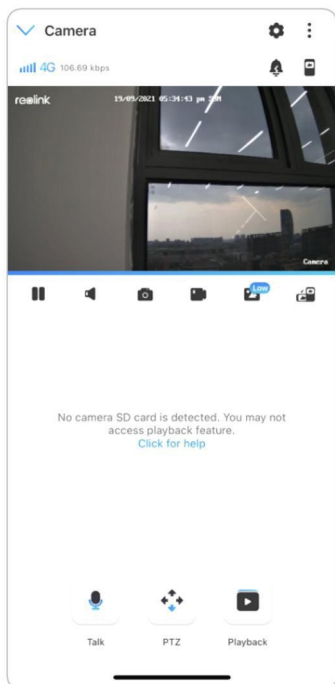 Camera
4G 106.69 kbps
reolink
19/09/2021 05:34:43 pm SUN
Camera
Low
No camera SD card is detected. You may not
access playback feature.
Click for help
Talk
PTZ
Playback